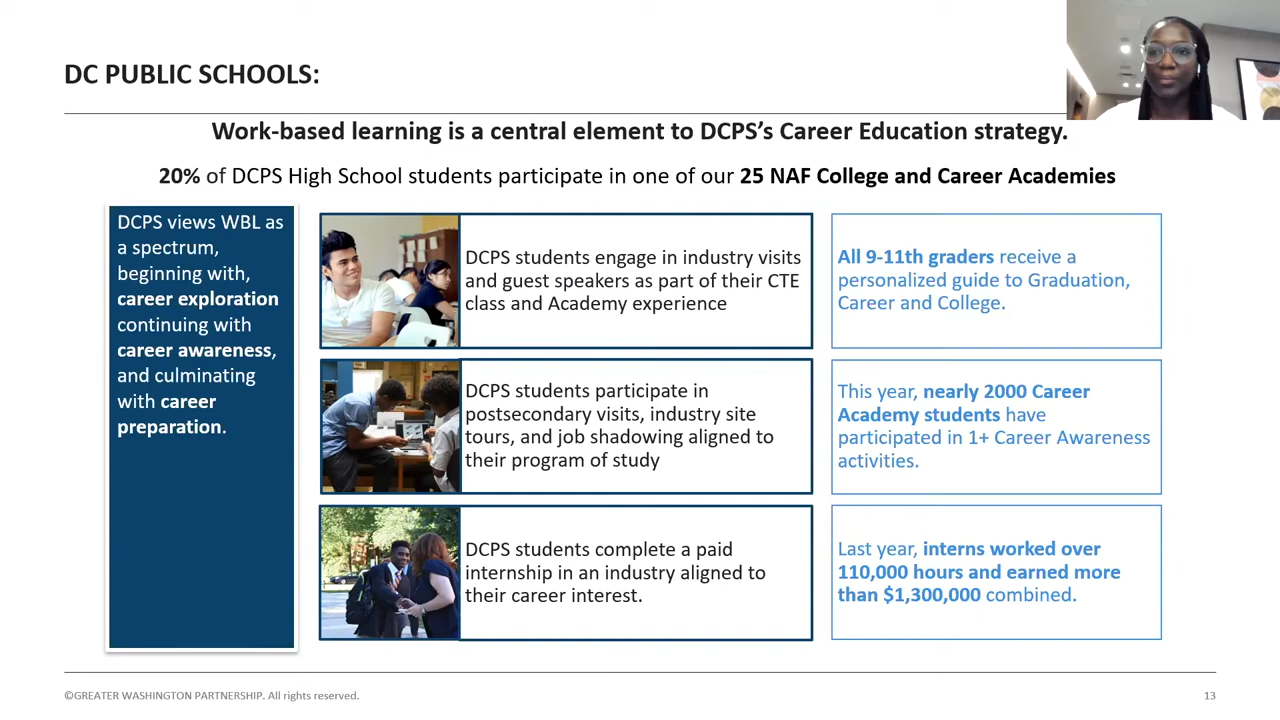 DC PUBLIC SCHOOLS:
Work-based learning is a central element to DCPS’s Career Education strategy.
20% of DCPS High School students participate in one of our 25 NAF College and Career Academies
DCPS views WBL as
a spectrum,
beginning with,
career exploration
continuing with
career awareness,
and culminating
with career
preparation.
DCPS students engage in industry visits
and guest speakers as part of their CTE
class and Academy experience
All 9-11th graders receive a
personalized guide to Graduation,
Career and College.
DCPS students participate in
postsecondary visits, industry site
tours, and job shadowing aligned to
their program of study
This year, nearly 2000 Career
Academy students have
participated in 1+ Career Awareness
activities.
DCPS students complete a paid
internship in an industry aligned to
their career interest.
Last year, interns worked over
110,000 hours and earned more
than $1,300,000 combined.
©GREATER WASHINGTON PARTNERSHIP. All rights reserved.
13